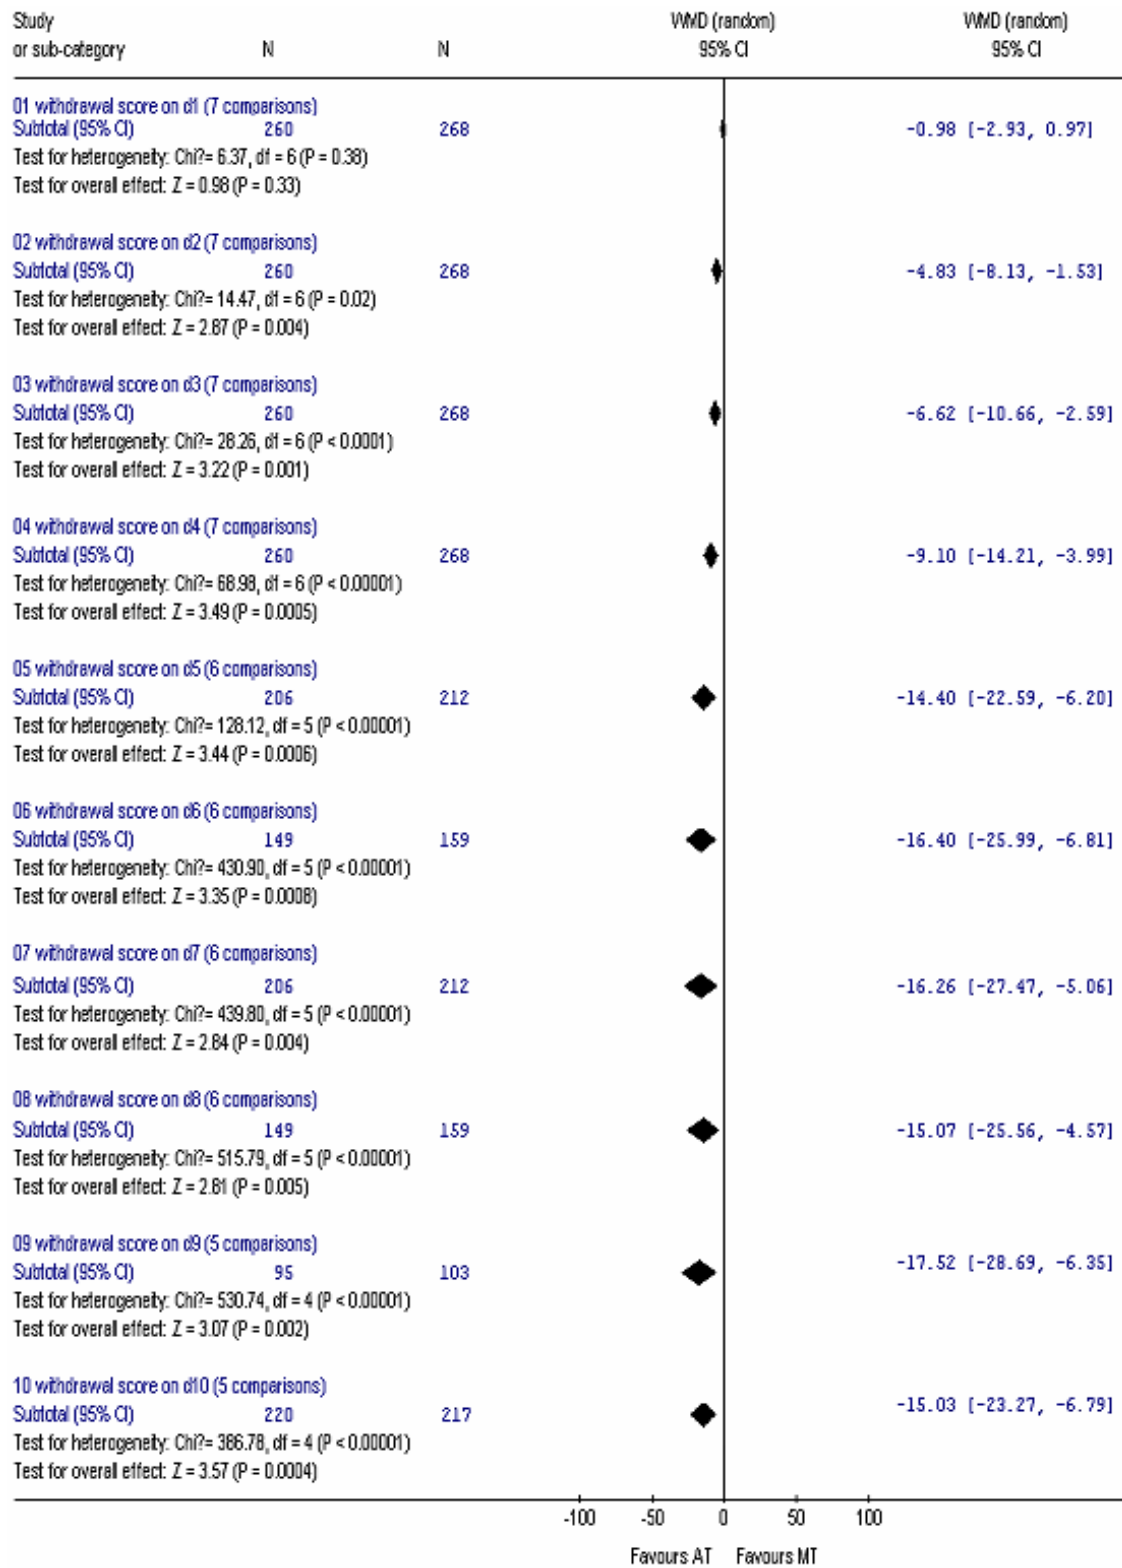 Study WMD (random) WMD (random)
or sub-category N N 95% CI 95% CI
01 withdrawal score on d1 (7 comparisons)
Subtotal (95% CI) 260 268 -0.98 [-2.93, 0.97]
Test for heterogeneity: Chi?= 6.37, df = 6 (P = 0.38)
Test for overall effect: Z = 0.98 (P = 0.33)
02 withdrawal score on d2 (7 comparisons)
Subtotal (95% CI) 260 268 -4.83 [-8.13, -1.53]
Test for heterogeneity: Chi?= 14.47, df = 6 (P = 0.02)
Test for overall effect: Z = 2.87 (P = 0.004)
03 withdrawal score on d3 (7 comparisons)
Subtotal (95% CI) 260 268 -6.62 [-10.66, -2.59]
Test for heterogeneity: Chi?= 28.26, df = 6 (P < 0.0001)
Test for overall effect: Z = 3.22 (P = 0.001)
04 withdrawal score on d4 (7 comparisons)
Subtotal (95% CI) 260 268 -9.10 [-14.21, -3.99]
Test for heterogeneity: Chi?= 68.98, df = 6 (P < 0.00001)
Test for overall effect: Z = 3.49 (P = 0.0005)
05 withdrawal score on d5 (6 comparisons)
Subtotal (95% CI) 206 212 -14.40 [-22.59, -6.20]
Test for heterogeneity: Chi?= 128.12, df = 5 (P < 0.00001)
Test for overall effect: Z = 3.44 (P = 0.0006)
06 withdrawal score on d6 (6 comparisons)
Subtotal (95% CI) 149 159 -16.40 [-25.99, -6.81]
Test for heterogeneity: Chi?= 430.90, df = 5 (P < 0.00001)
Test for overall effect: Z = 3.35 (P = 0.0008)
07 withdrawal score on d7 (6 comparisons)
Subtotal (95% CI) 206 212 -16.26 [-27.47, -5.06]
Test for heterogeneity: Chi?= 439.80, df = 5 (P < 0.00001)
Test for overall effect: Z = 2.84 (P = 0.004)
08 withdrawal score on d8 (6 comparisons)
Subtotal (95% CI) 149 159 -15.07 [-25.56, -4.57]
Test for heterogeneity: Chi?= 515.79, df = 5 (P < 0.00001)
Test for overall effect: Z = 2.81 (P = 0.005)
09 withdrawal score on d9 (5 comparisons)
Subtotal (95% CI) 95 103 -17.52 [-28.69, -6.35]
Test for heterogeneity: Chi?= 530.74, df = 4 (P < 0.00001)
Test for overall effect: Z = 3.07 (P = 0.002)
10 withdrawal score on d10 (5 comparisons)
Subtotal (95% CI) 220 217 -15.03 [-23.27, -6.79]
Test for heterogeneity: Chi?= 386.78, df = 4 (P < 0.00001)
Test for overall effect: Z = 3.57 (P = 0.0004)
-100 -50 0 50 100
Favours AT Favours MT